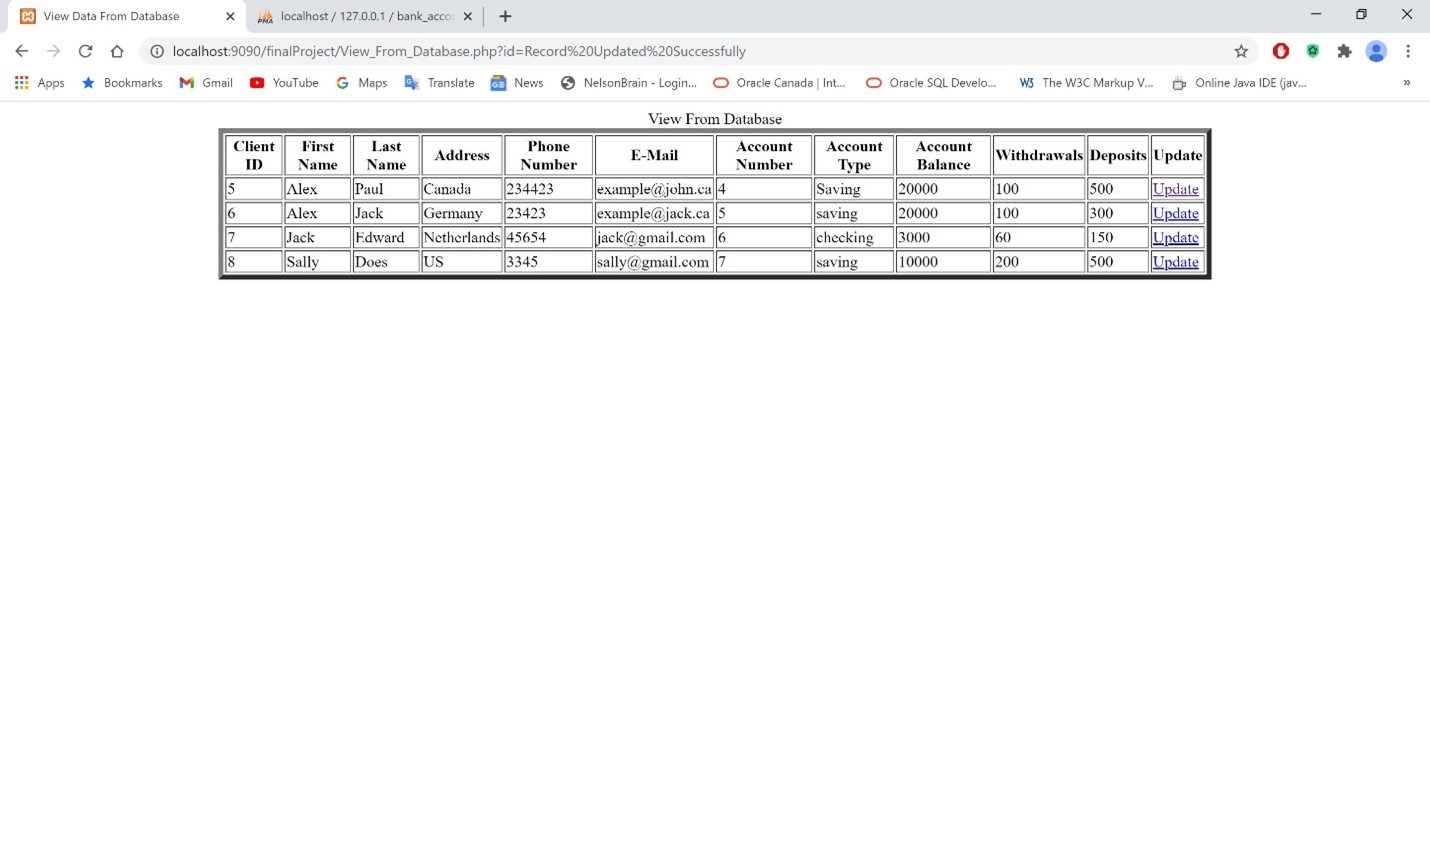 View Data From Database
localhost / 127.0.0.1 / bank_acco
localhost:9090/finalProject/View_From_Database.php?id=Record%20Updated%20Successfully
Apps Bookmarks Gmail YouTube Maps Translate News NelsonBrain - Login... Oracle Canada | Int... Oracle SQL Develo... W3 The W3C Markup V... Online Java IDE (jav... »
View From Database
Client ID First Name Last Name Address Phone Number E-Mail Account Number Account Type Account Balance Withdrawals Deposits Update
5 Alex Paul Canada 234423 example@john.ca 4 Saving 20000 100 500 Update
6 Alex Jack Germany 23423 example@jack.ca 5 saving 20000 100 300 Update
7 Jack Edward Netherlands 45654 jack@gmail.com 6 checking 3000 60 150 Update
8 Sally Does US 3345 sally@gmail.com 7 saving 10000 200 500 Update